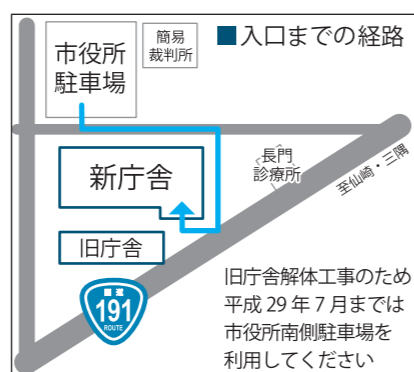 市役所
駐車場
簡易
裁判所
■入口までの経路
新庁舎
長門
診療所
至仙崎・三隅
旧庁舎
国道
191
ROUTE
旧庁舎解体工事のため
平成29年7月までは
市役所南側駐車場を
利用してください